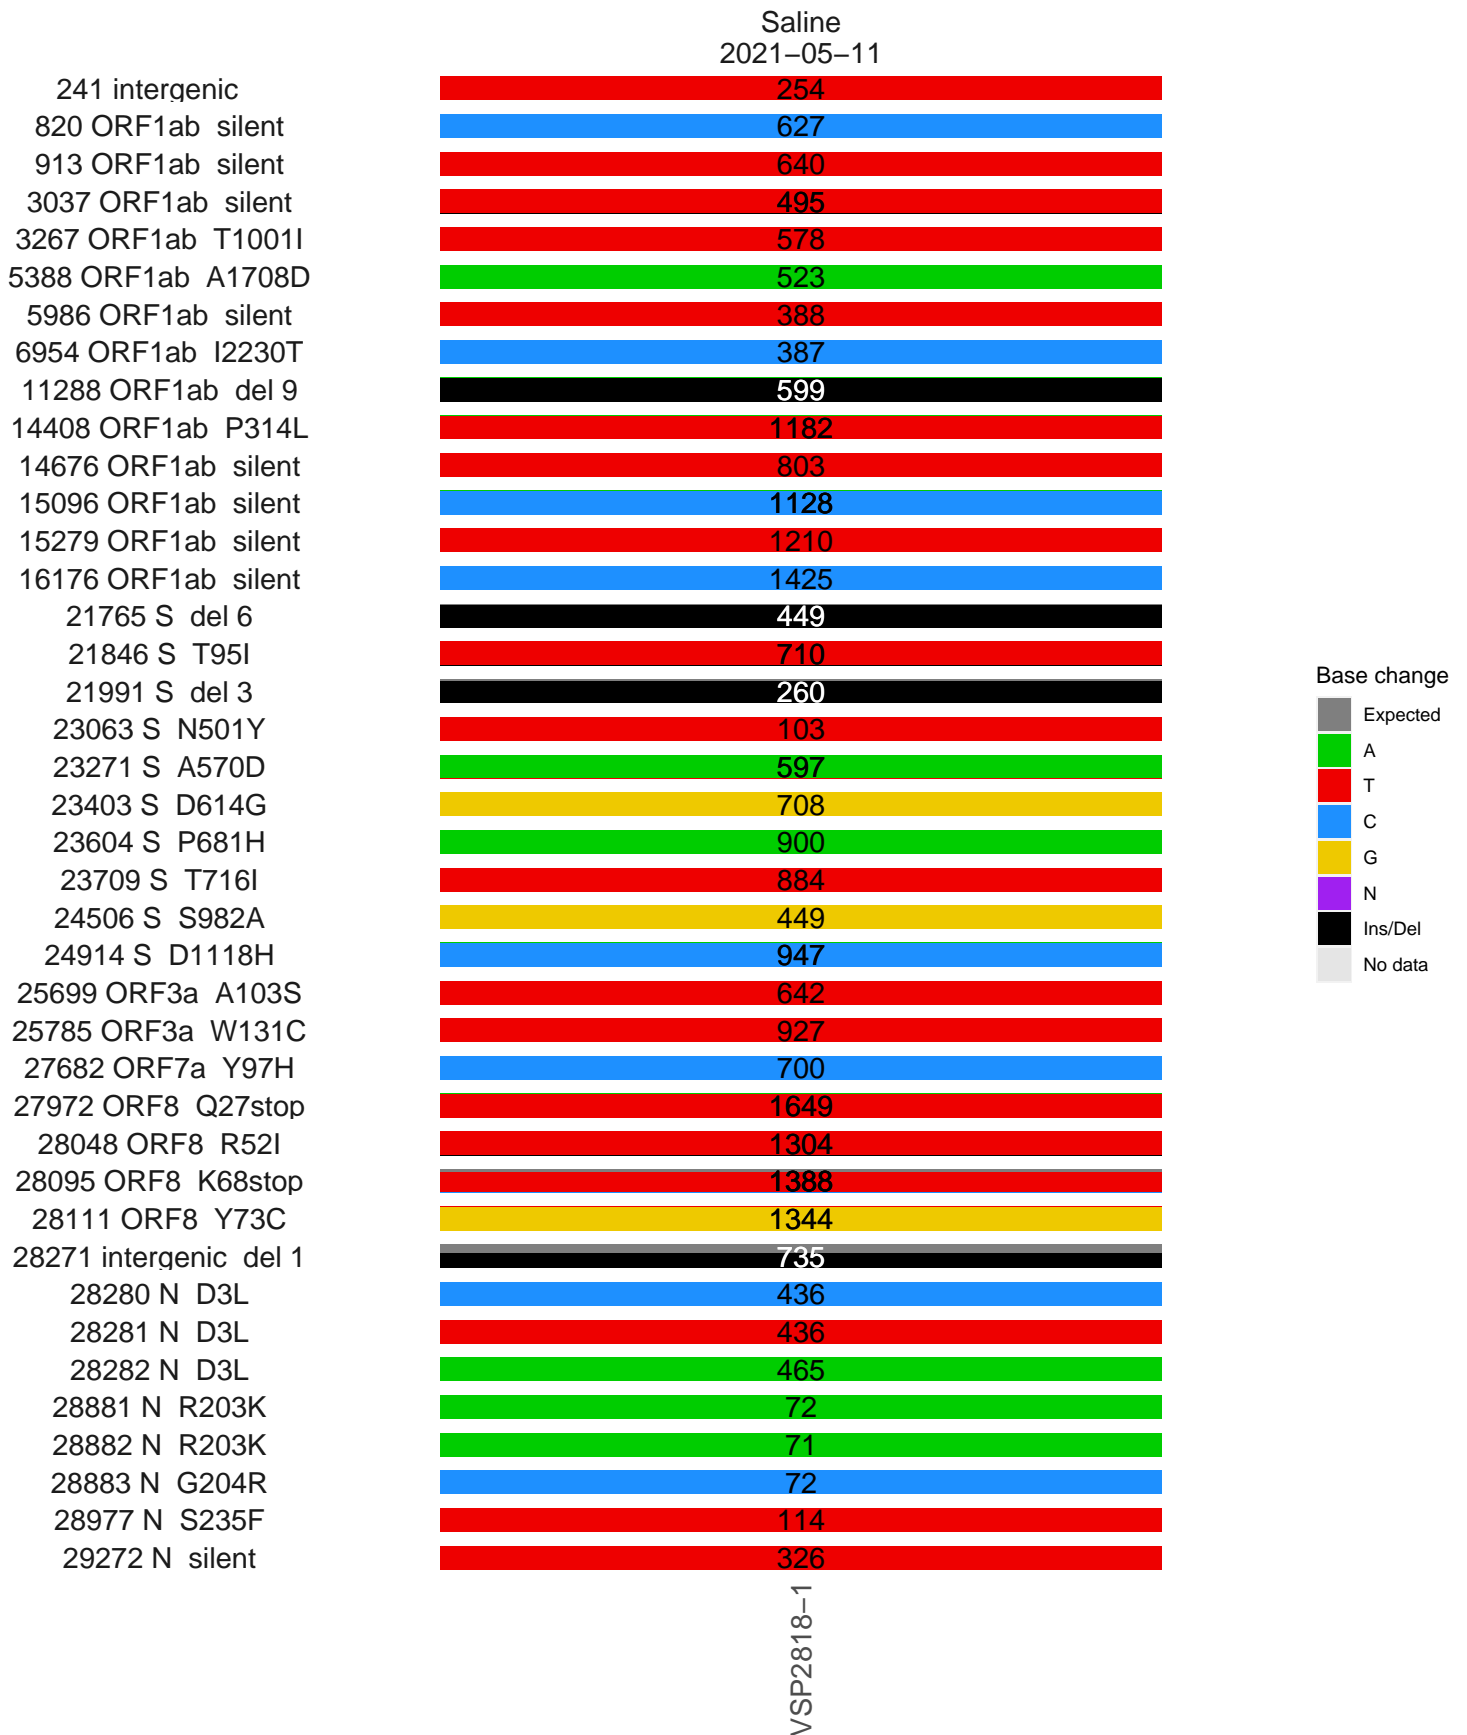 Saline
2021−05−11
241 intergenic 254
820 ORF1ab silent 627
913 ORF1ab silent 640
3037 ORF1ab silent 495
3267 ORF1ab T1001I 578
5388 ORF1ab A1708D 523
5986 ORF1ab silent 388
6954 ORF1ab I2230T 387
11288 ORF1ab del 9 599
14408 ORF1ab P314L 1182
14676 ORF1ab silent 803
15096 ORF1ab silent 1128
15279 ORF1ab silent 1210
16176 ORF1ab silent 1425
21765 S del 6 449
21846 S T95I 710
21991 S del 3 260
23063 S N501Y 103
23271 S A570D 597
23403 S D614G 708
23604 S P681H 900
23709 S T716I 884
24506 S S982A 449
24914 S D1118H 947
25699 ORF3a A103S 642
25785 ORF3a W131C 927
27682 ORF7a Y97H 700
27972 ORF8 Q27stop 1649
28048 ORF8 R52I 1304
28095 ORF8 K68stop 1388
28111 ORF8 Y73C 1344
28271 intergenic del 1 735
28280 N D3L 436
28281 N D3L 436
28282 N D3L 465
28881 N R203K 72
28882 N R203K 71
28883 N G204R 72
28977 N S235F 114
29272 N silent 326
VSP2818−1
Base change
Expected
A
T
C
G
N
Ins/Del
No data